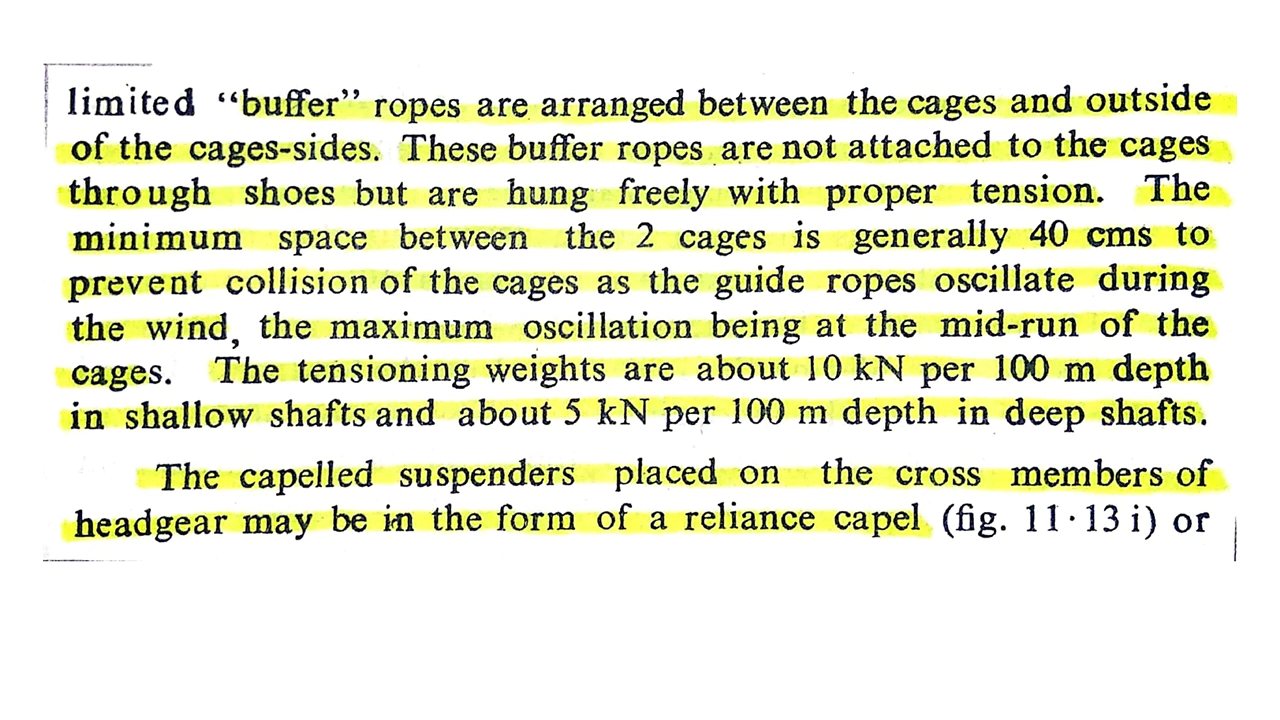 limited “buffer” ropes are arranged between the cages and outside
of the cages-sides. These buffer ropes are not attached to the cages
through shoes but are hung freely with proper tension. The
minimum space between the 2 cages is generally 40 cms to
prevent collision of the cages as the guide ropes oscillate during
the wind, the maximum oscillation being at the mid-run of the
cages. The tensioning weights are about 10 kN per 100 m depth
in shallow shafts and about 5 kN per 100 m depth in deep shafts.
The capelled suspenders placed on the cross members of
headgear may be in the form of a reliance capel (fig. 11·13 i) or